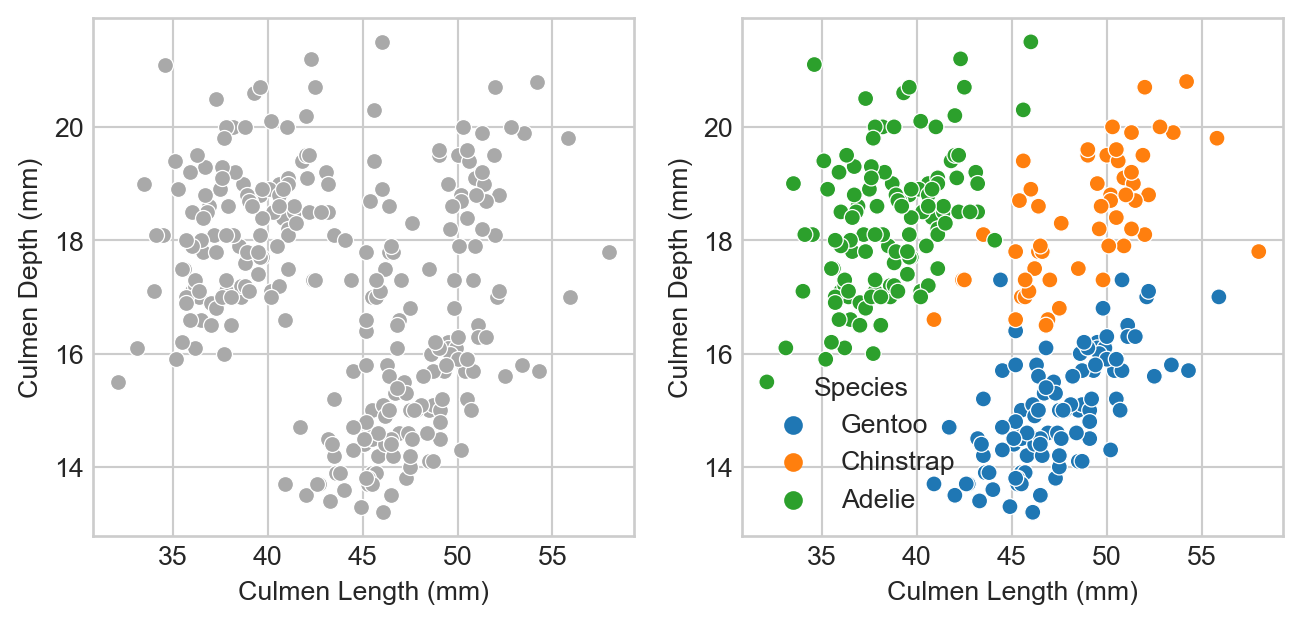 Culmen Depth (mm)
20
18
16
14
35 40 45 50 55
Culmen Length (mm)
Culmen Depth (mm)
20
18
16
14
Species
Gentoo
Chinstrap
Adelie
35 40 45 50 55
Culmen Length (mm)